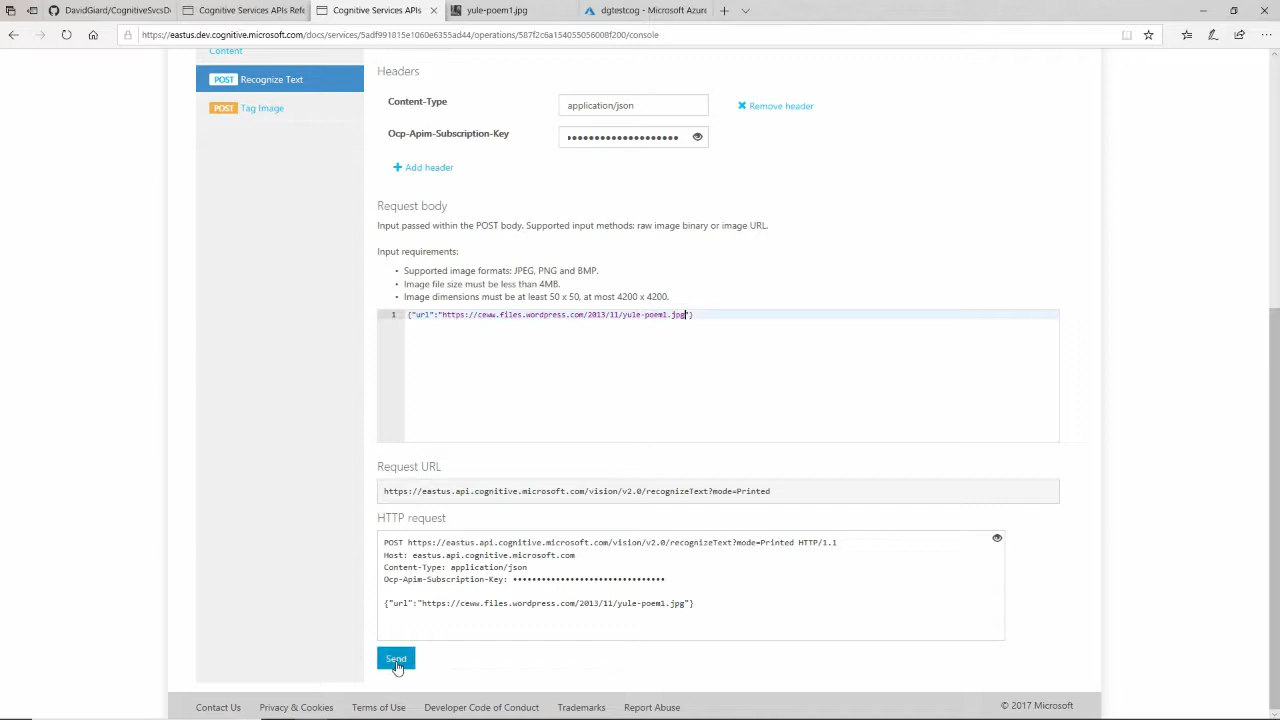 DavidGiard/CognitiveSvcsD
Cognitive Services APIs Refe
Cognitive Services APIs
yule-poem1.jpg
dgtestcog - Microsoft Azure
https://eastus.dev.cognitive.microsoft.com/docs/services/5adf991815e1060e6355ad44/operations/587f2c6a154055056008f200/console
Content
POST Recognize Text
POST Tag Image
Headers
Content-Type
application/json
Remove header
Ocp-Apim-Subscription-Key
••••••••••••••••••••
Add header
Request body
Input passed within the POST body. Supported input methods: raw image binary or image URL.
Input requirements:
• Supported image formats: JPEG, PNG and BMP.
• Image file size must be less than 4MB.
• Image dimensions must be at least 50 x 50, at most 4200 x 4200.
1 {"url":"https://ceww.files.wordpress.com/2013/11/yule-poem1.jpg"}
Request URL
https://eastus.api.cognitive.microsoft.com/vision/v2.0/recognizeText?mode=Printed
HTTP request
POST https://eastus.api.cognitive.microsoft.com/vision/v2.0/recognizeText?mode=Printed HTTP/1.1
Host: eastus.api.cognitive.microsoft.com
Content-Type: application/json
Ocp-Apim-Subscription-Key: ••••••••••••••••••••••••••••••••
{"url":"https://ceww.files.wordpress.com/2013/11/yule-poem1.jpg"}
Send
Contact Us
Privacy & Cookies
Terms of Use
Developer Code of Conduct
Trademarks
Report Abuse
© 2017 Microsoft